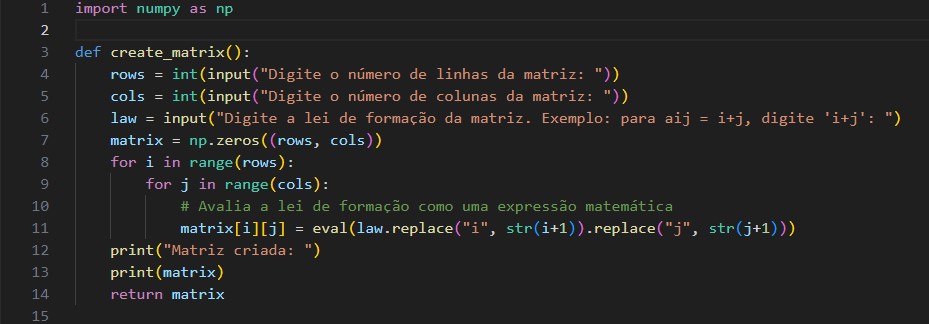 1 import numpy as np
2
3 def create_matrix():
4     rows = int(input("Digite o número de linhas da matriz: "))
5     cols = int(input("Digite o número de colunas da matriz: "))
6     law = input("Digite a lei de formação da matriz. Exemplo: para aij = i+j, digite 'i+j': ")
7     matrix = np.zeros((rows, cols))
8     for i in range(rows):
9         for j in range(cols):
10             # Avalia a lei de formação como uma expressão matemática
11             matrix[i][j] = eval(law.replace("i", str(i+1)).replace("j", str(j+1)))
12     print("Matriz criada: ")
13     print(matrix)
14     return matrix
15